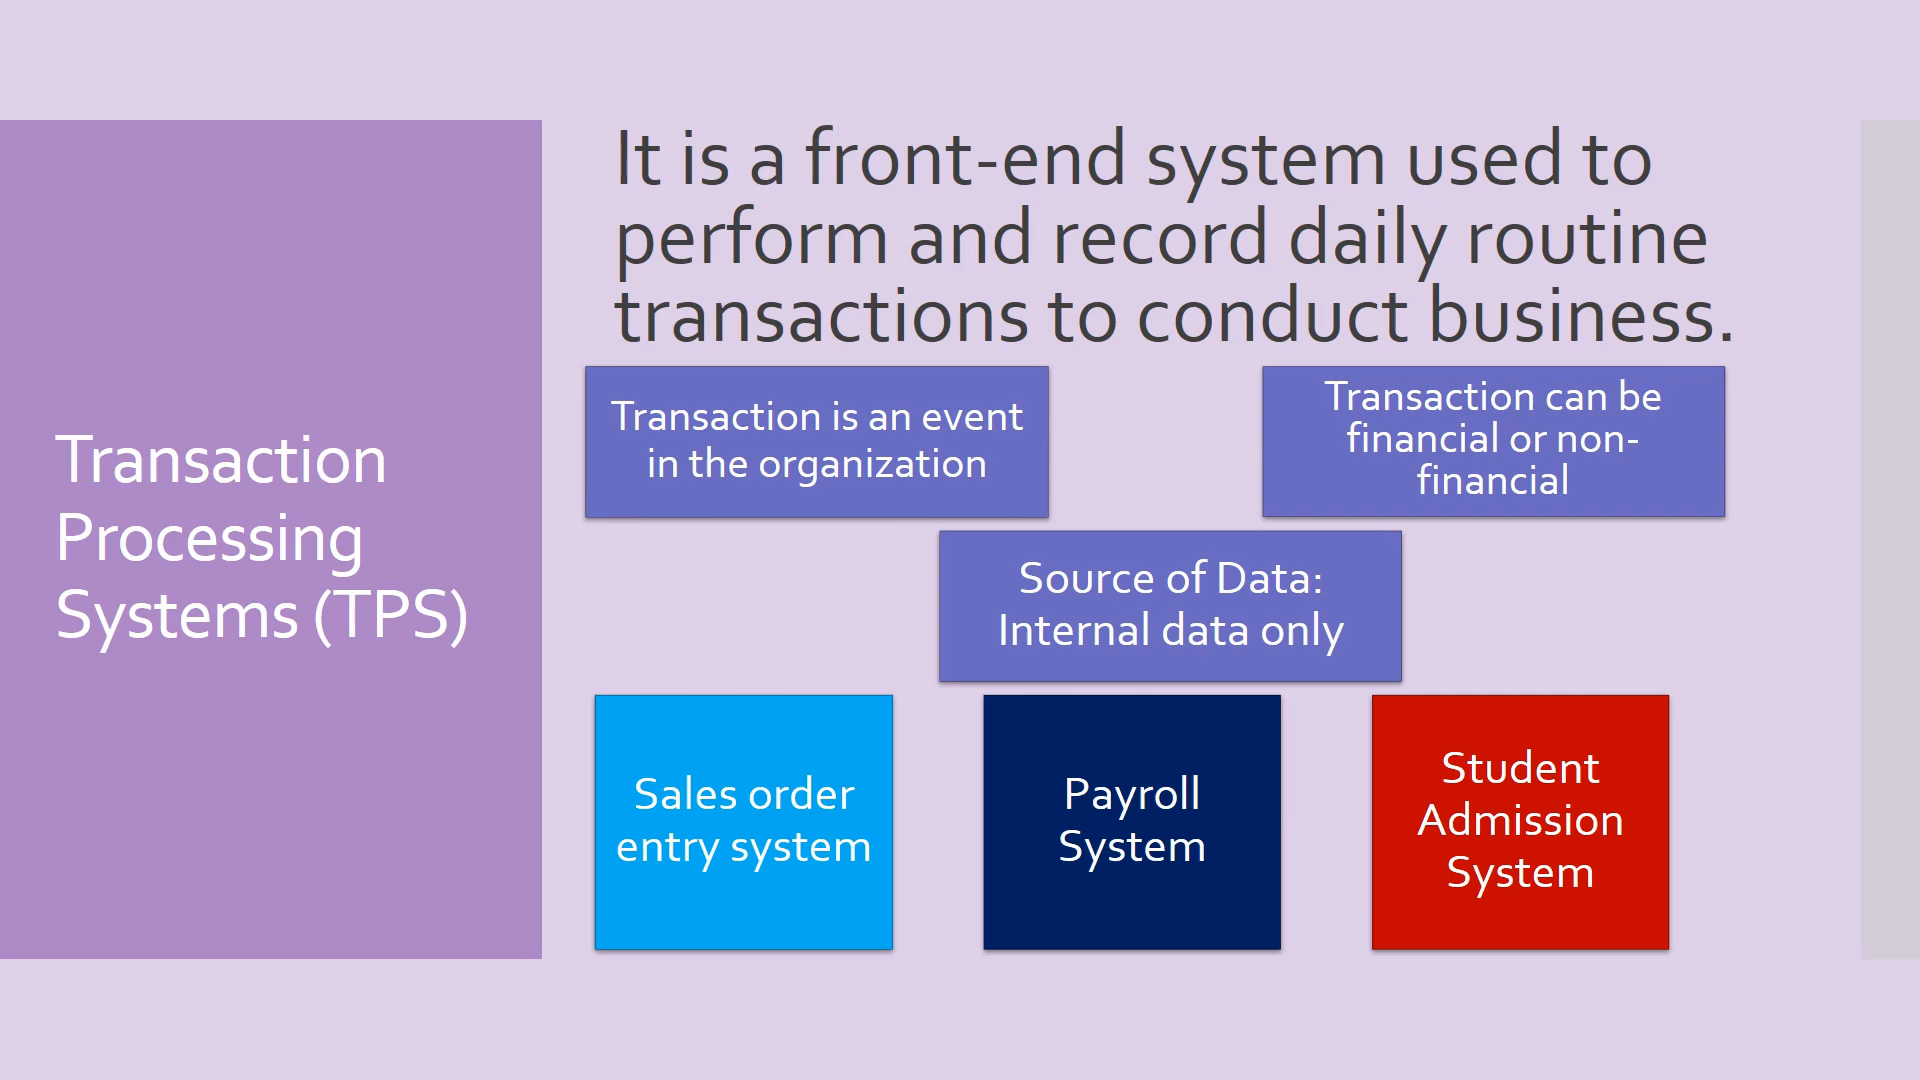 Transaction
Processing
Systems (TPS)
It is a front-end system used to
perform and record daily routine
transactions to conduct business.
Transaction is an event
in the organization
Transaction can be
financial or non-
financial
Source of Data:
Internal data only
Sales order
entry system
Payroll
System
Student
Admission
System